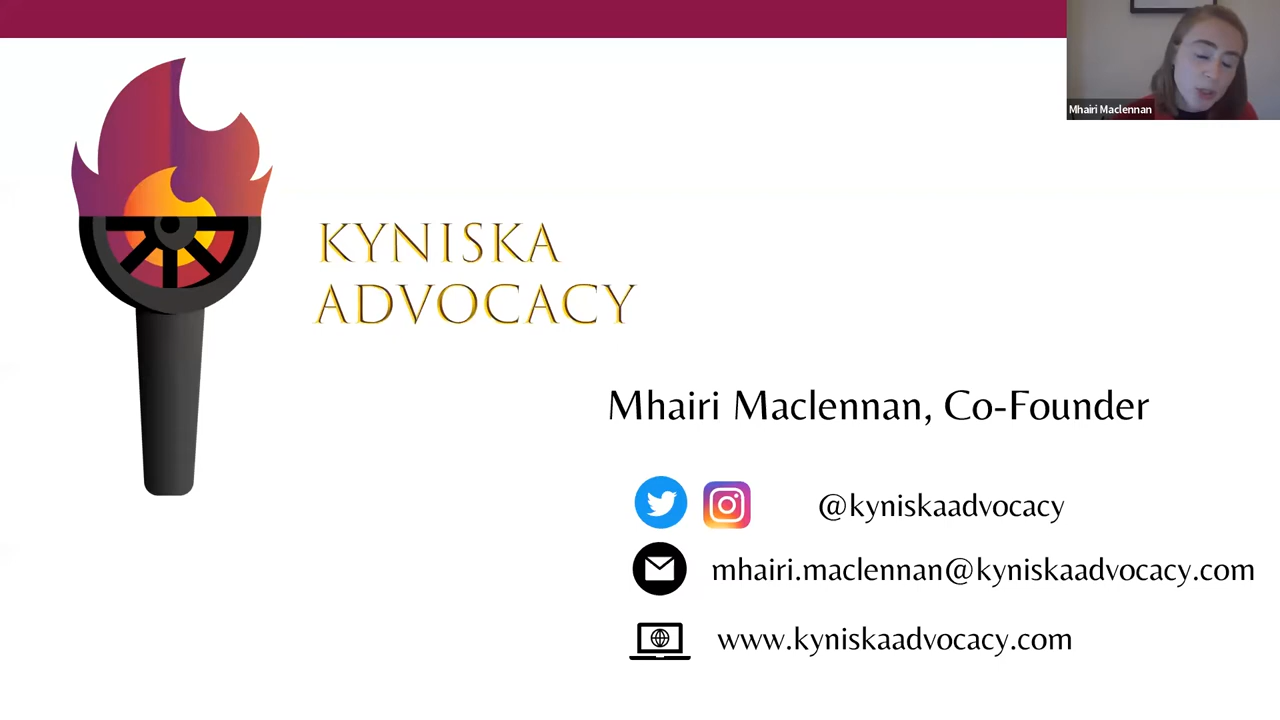 Mhairi Maclennan
KYNISKA
ADVOCACY
Mhairi Maclennan, Co-Founder
@kyniskaadvocacy
mhairi.maclennan@kyniskaadvocacy.com
www.kyniskaadvocacy.com